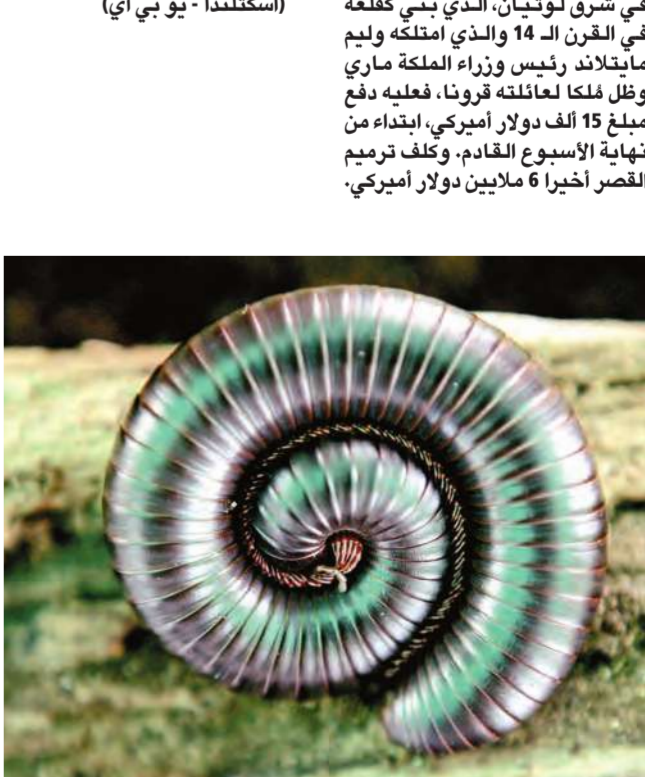 في شرق لوتيان، الذي بني كقلعة
في القرن الـ 14 والذي امتلكه وليم
مايتلاند رئيس وزراء الملكة ماري
وظل مُلكا لعائلته قرونا، فعليه دفع
مبلغ 15 ألف دولار أميركي، ابتداء من
نهاية الأسبوع القادم. وكلف ترميم
القصر أخيرا 6 ملايين دولار أميركي.
(اسكتلندا - يو بي آي)